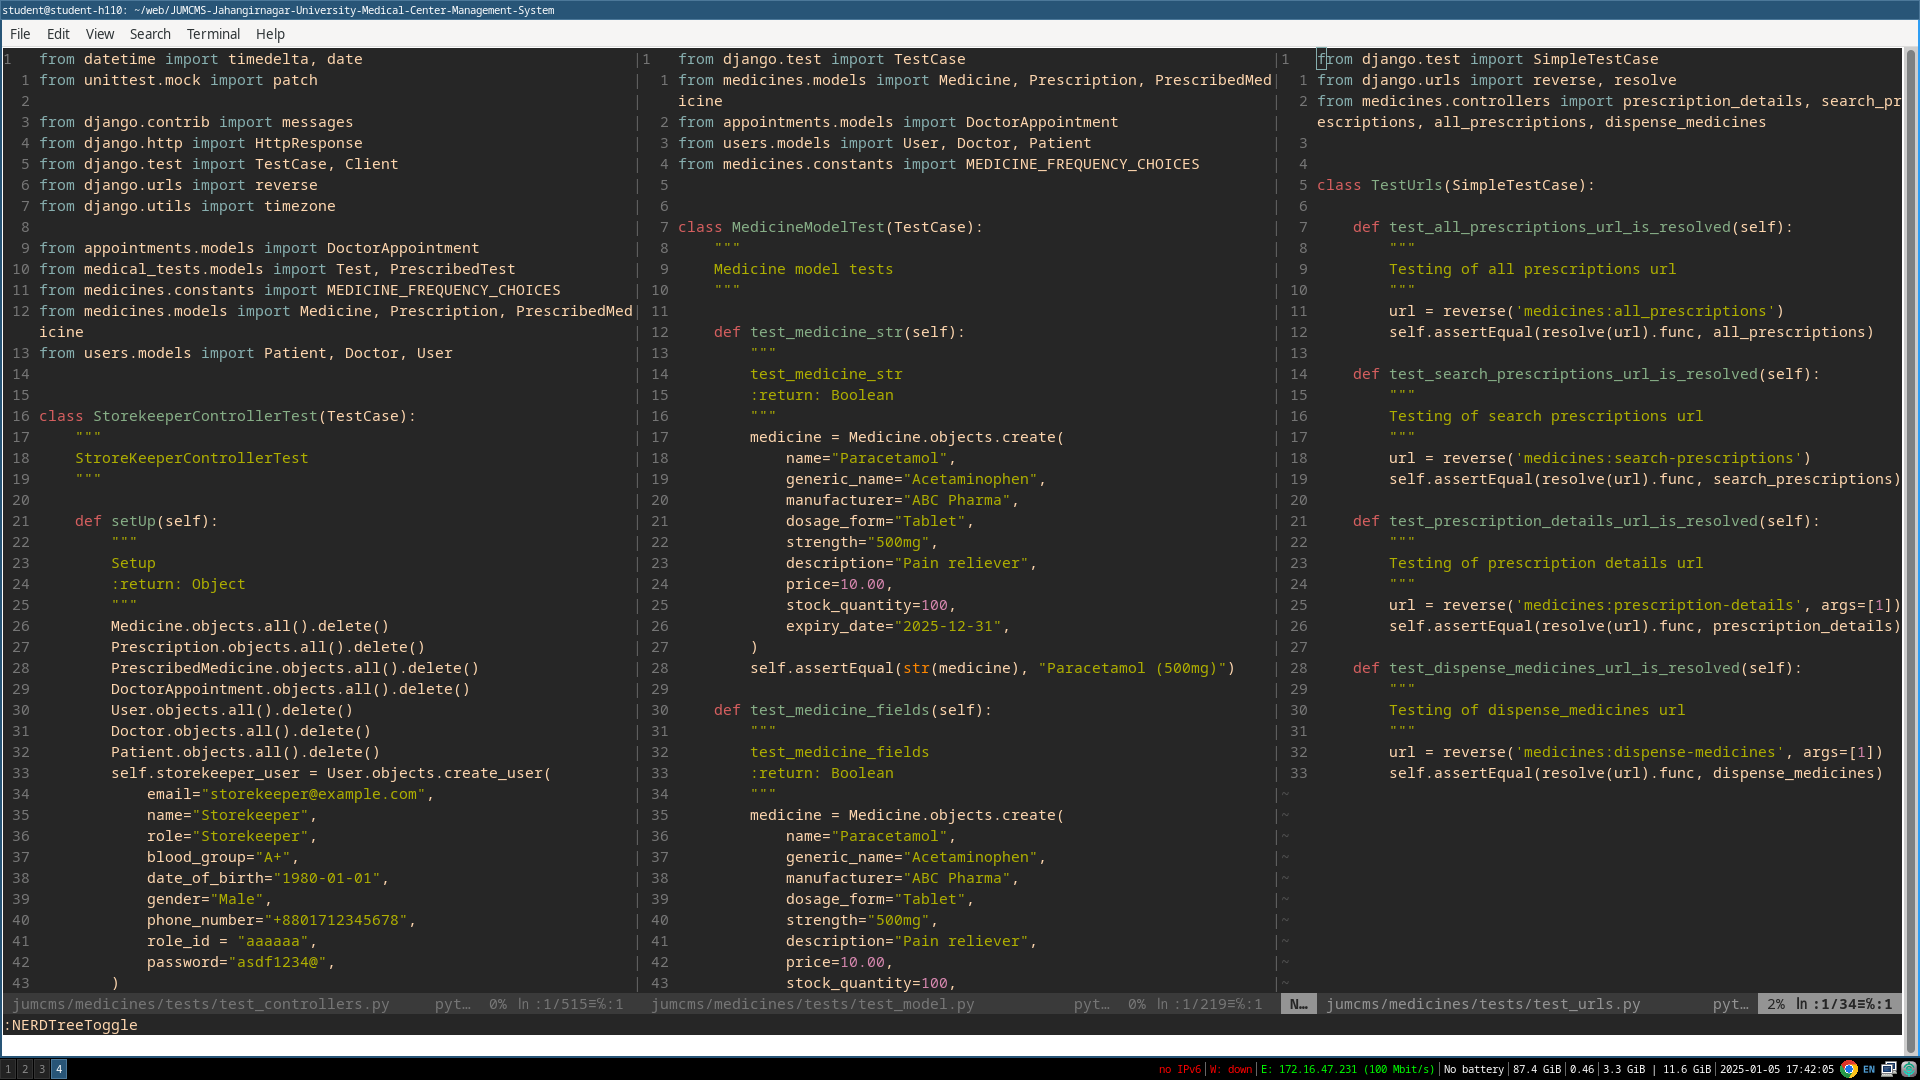 student@student-h110: ~/web/JUMCMS-Jahangirnagar-University-Medical-Center-Management-System
File Edit View Search Terminal Help
1 from datetime import timedelta, date
1 from unittest.mock import patch
2
3 from django.contrib import messages
4 from django.http import HttpResponse
5 from django.test import TestCase, Client
6 from django.urls import reverse
7 from django.utils import timezone
8
9 from appointments.models import DoctorAppointment
10 from medical_tests.models import Test, PrescribedTest
11 from medicines.constants import MEDICINE_FREQUENCY_CHOICES
12 from medicines.models import Medicine, Prescription, PrescribedMed
icine
13 from users.models import Patient, Doctor, User
14
15
16 class StorekeeperControllerTest(TestCase):
17 """
18 StroreKeeperControllerTest
19 """
20
21 def setUp(self):
22 """
23 Setup
24 :return: Object
25 """
26 Medicine.objects.all().delete()
27 Prescription.objects.all().delete()
28 PrescribedMedicine.objects.all().delete()
29 DoctorAppointment.objects.all().delete()
30 User.objects.all().delete()
31 Doctor.objects.all().delete()
32 Patient.objects.all().delete()
33 self.storekeeper_user = User.objects.create_user(
34 email="storekeeper@example.com",
35 name="Storekeeper",
36 role="Storekeeper",
37 blood_group="A+",
38 date_of_birth="1980-01-01",
39 gender="Male",
40 phone_number="+8801712345678",
41 role_id = "aaaaaa",
42 password="asdf1234@",
43 )
jumcms/medicines/tests/test_controllers.py pyt… 0% ln :1/515≡℅:1
1 from django.test import TestCase
1 from medicines.models import Medicine, Prescription, PrescribedMed
icine
2 from appointments.models import DoctorAppointment
3 from users.models import User, Doctor, Patient
4 from medicines.constants import MEDICINE_FREQUENCY_CHOICES
5
6
7 class MedicineModelTest(TestCase):
8 """
9 Medicine model tests
10 """
11
12 def test_medicine_str(self):
13 """
14 test_medicine_str
15 :return: Boolean
16 """
17 medicine = Medicine.objects.create(
18 name="Paracetamol",
19 generic_name="Acetaminophen",
20 manufacturer="ABC Pharma",
21 dosage_form="Tablet",
22 strength="500mg",
23 description="Pain reliever",
24 price=10.00,
25 stock_quantity=100,
26 expiry_date="2025-12-31",
27 )
28 self.assertEqual(str(medicine), "Paracetamol (500mg)")
29
30 def test_medicine_fields(self):
31 """
32 test_medicine_fields
33 :return: Boolean
34 """
35 medicine = Medicine.objects.create(
36 name="Paracetamol",
37 generic_name="Acetaminophen",
38 manufacturer="ABC Pharma",
39 dosage_form="Tablet",
40 strength="500mg",
41 description="Pain reliever",
42 price=10.00,
43 stock_quantity=100,
jumcms/medicines/tests/test_model.py pyt… 0% ln :1/219≡℅:1
1 from django.test import SimpleTestCase
1 from django.urls import reverse, resolve
2 from medicines.controllers import prescription_details, search_pr
escriptions, all_prescriptions, dispense_medicines
3
4
5 class TestUrls(SimpleTestCase):
6
7 def test_all_prescriptions_url_is_resolved(self):
8 """
9 Testing of all prescriptions url
10 """
11 url = reverse('medicines:all_prescriptions')
12 self.assertEqual(resolve(url).func, all_prescriptions)
13
14 def test_search_prescriptions_url_is_resolved(self):
15 """
16 Testing of search prescriptions url
17 """
18 url = reverse('medicines:search-prescriptions')
19 self.assertEqual(resolve(url).func, search_prescriptions)
20
21 def test_prescription_details_url_is_resolved(self):
22 """
23 Testing of prescription details url
24 """
25 url = reverse('medicines:prescription-details', args=[1])
26 self.assertEqual(resolve(url).func, prescription_details)
27
28 def test_dispense_medicines_url_is_resolved(self):
29 """
30 Testing of dispense_medicines url
31 """
32 url = reverse('medicines:dispense-medicines', args=[1])
33 self.assertEqual(resolve(url).func, dispense_medicines)
~
~
~
~
~
~
~
~
~
~
N… jumcms/medicines/tests/test_urls.py pyt… 2% ln :1/34≡℅:1
:NERDTreeToggle
1 2 3 4 no IPv6 | W: down | E: 172.16.47.231 (100 Mbit/s) | No battery | 87.4 GiB | 0.46 | 3.3 GiB | 11.6 GiB | 2025-01-05 17:42:05 EN